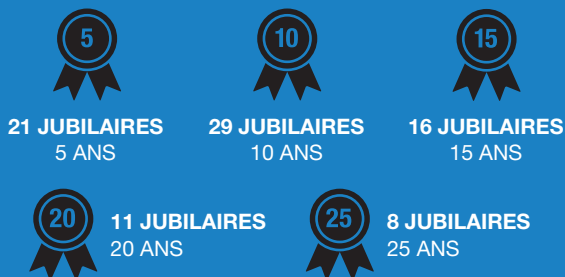 5
21 JUBILAIRES
5 ANS
10
29 JUBILAIRES
10 ANS
15
16 JUBILAIRES
15 ANS
20
11 JUBILAIRES
20 ANS
25
8 JUBILAIRES
25 ANS